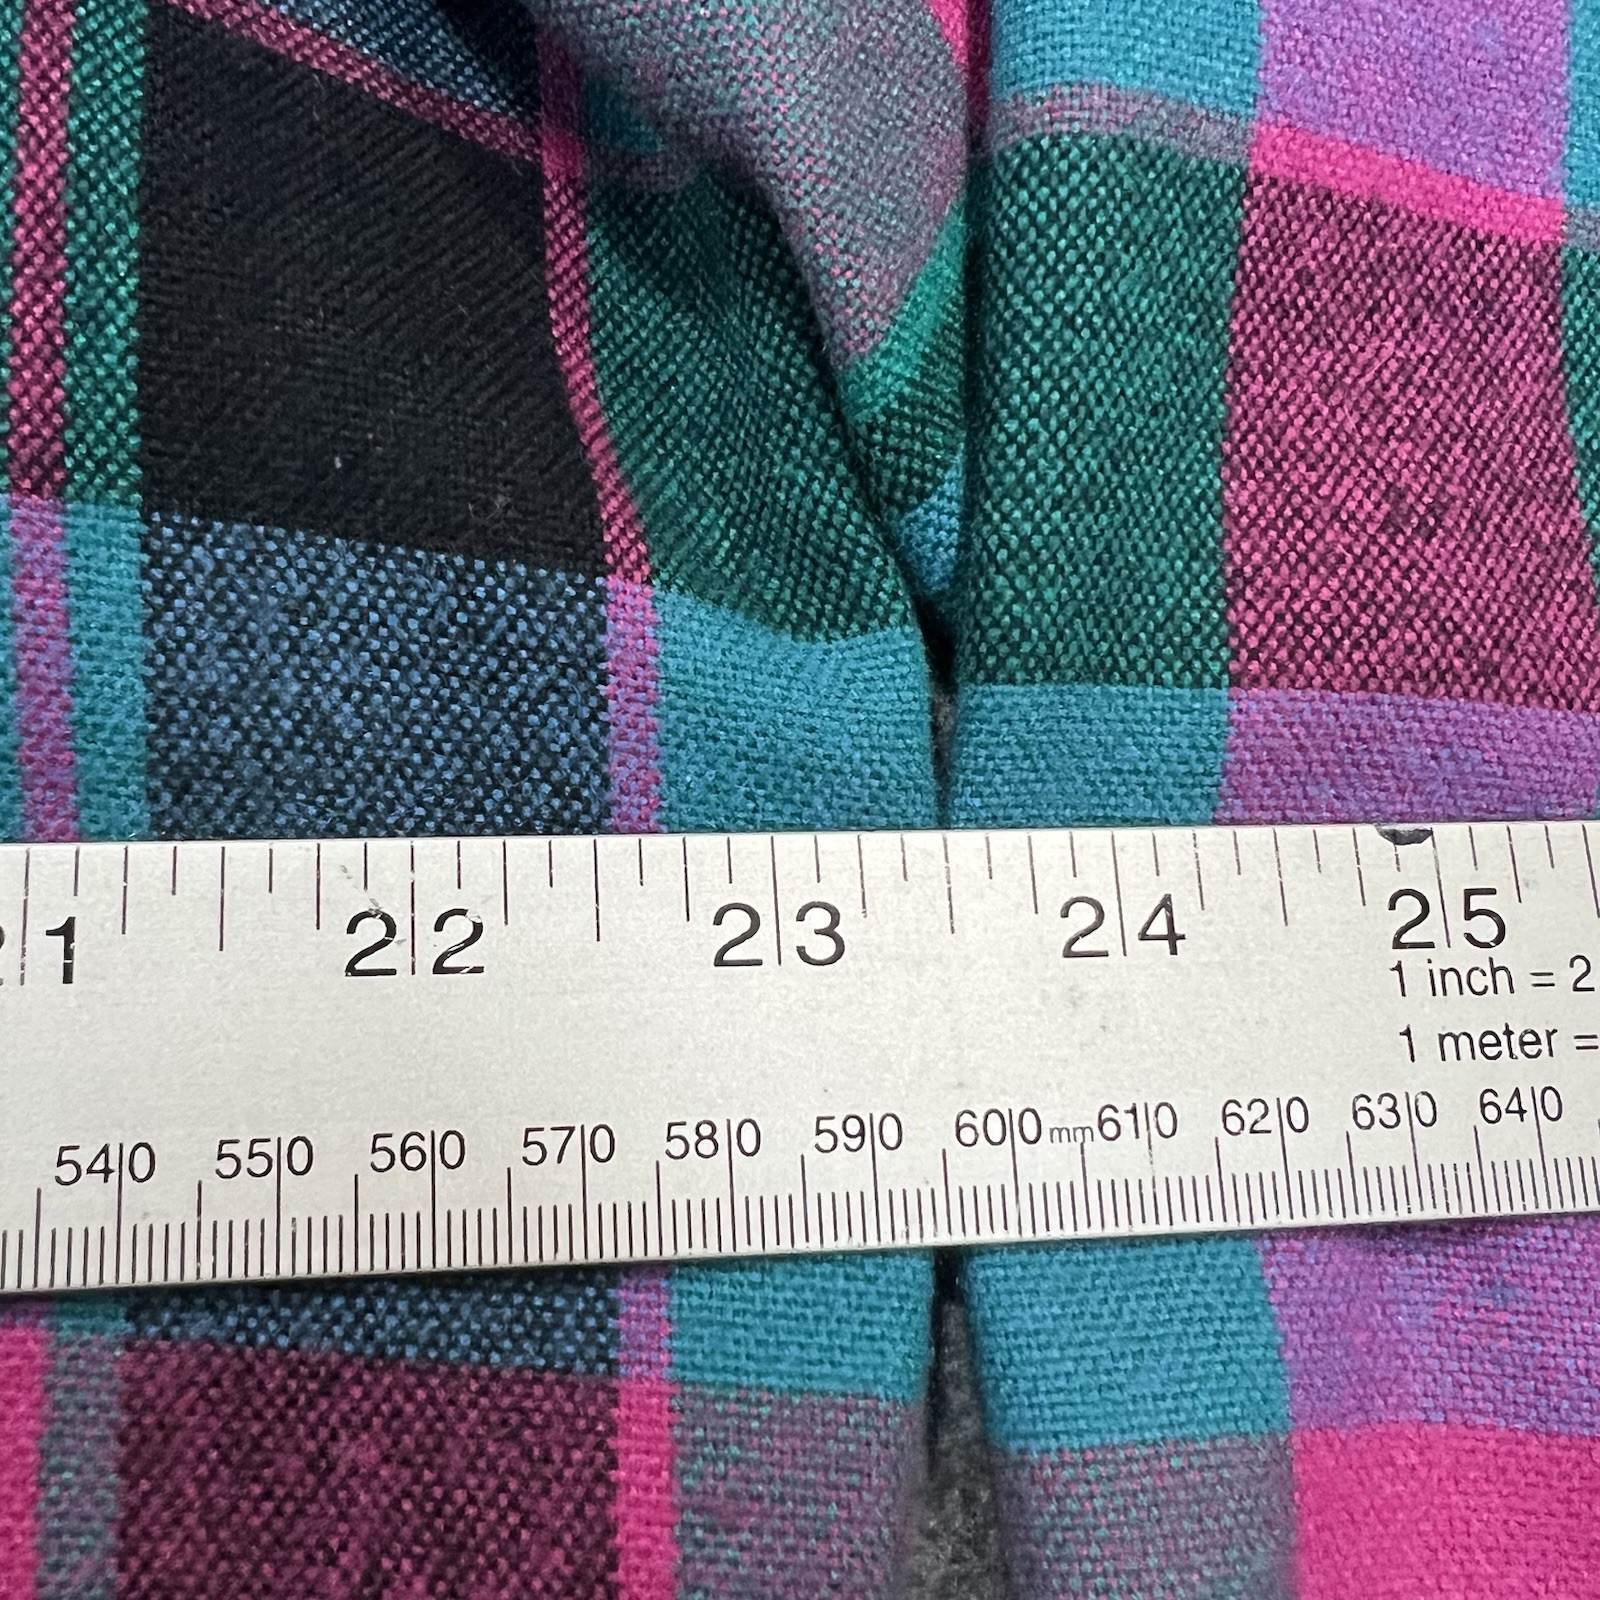 21 22 23 24 25
1 inch = 2
1 meter =
540 550 560 570 580 590 600 mm 610 620 630 640